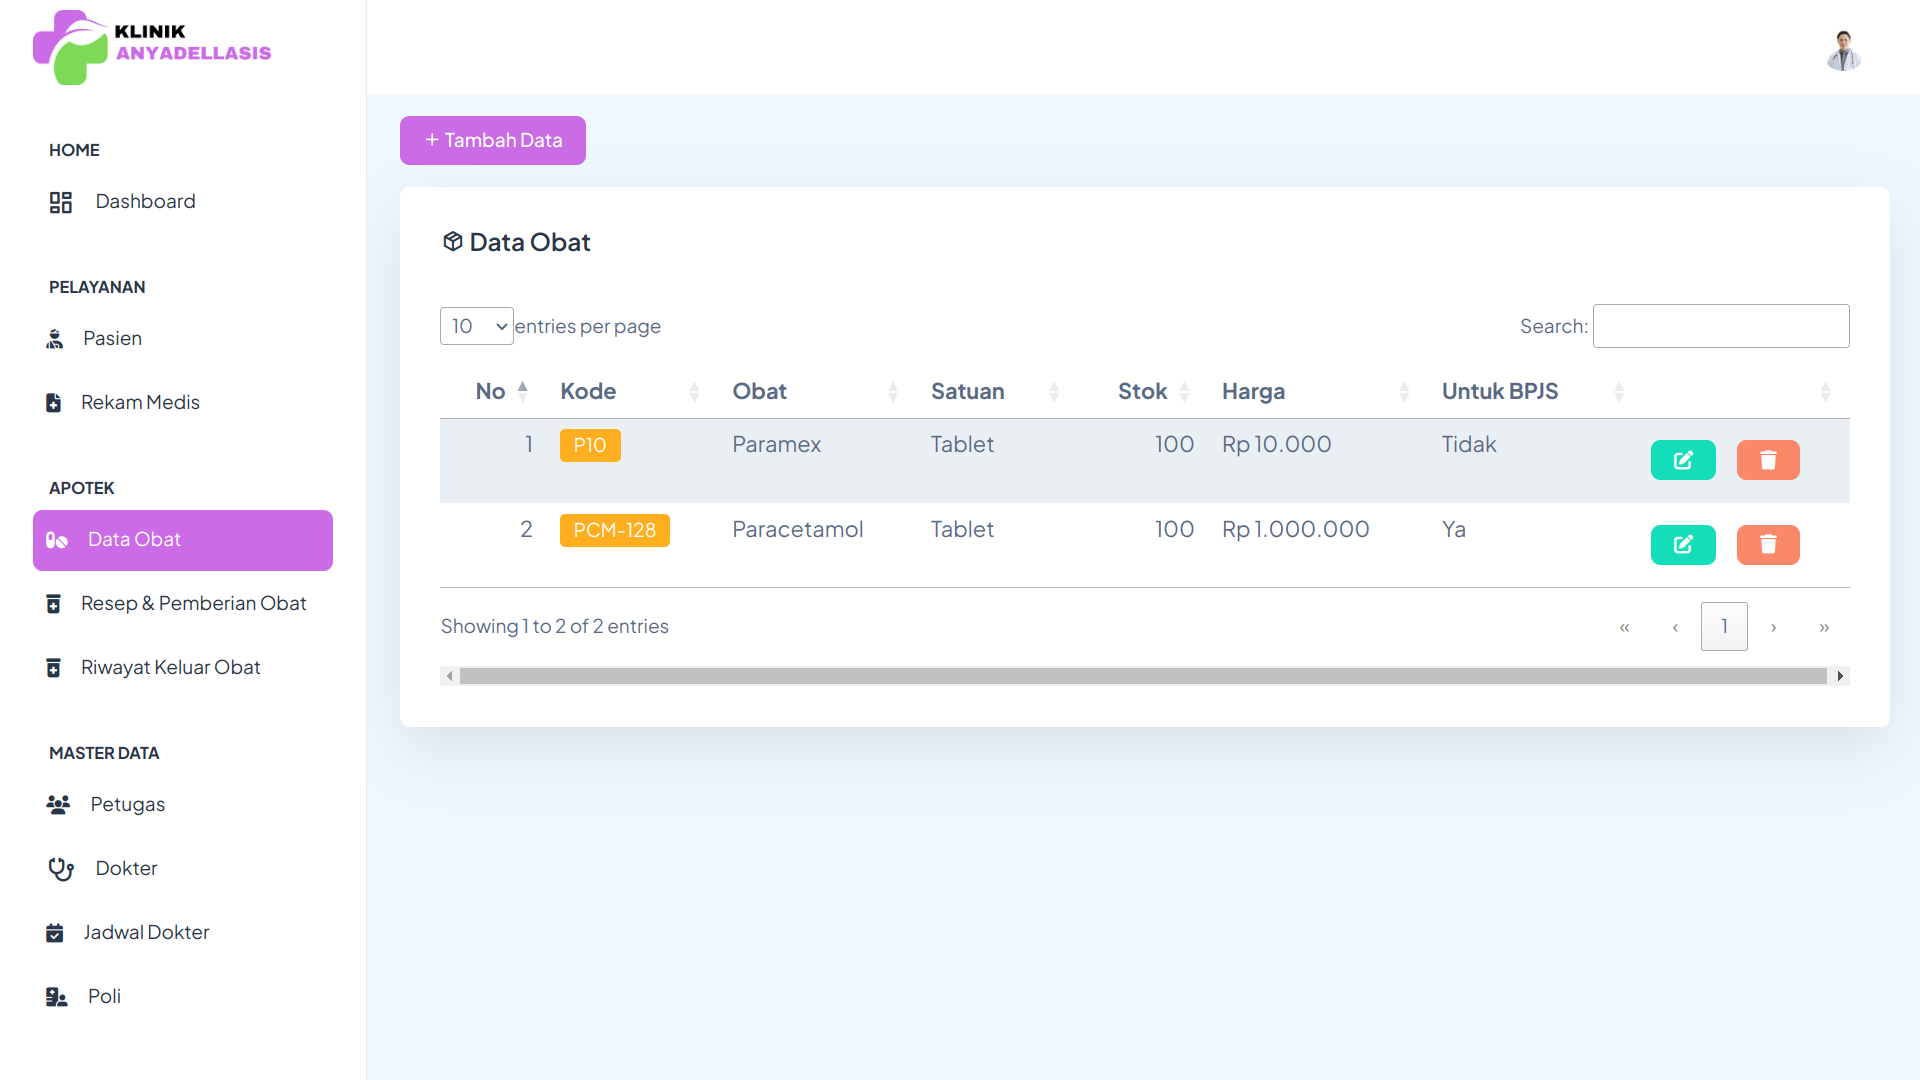 KLINIK
ANYADELLASIS
HOME
Dashboard
PELAYANAN
Pasien
Rekam Medis
APOTEK
Data Obat
Resep & Pemberian Obat
Riwayat Keluar Obat
MASTER DATA
Petugas
Dokter
Jadwal Dokter
Poli
+ Tambah Data
Data Obat
10 entries per page
Search:
No Kode Obat Satuan Stok Harga Untuk BPJS
1 P10 Paramex Tablet 100 Rp 10.000 Tidak
2 PCM-128 Paracetamol Tablet 100 Rp 1.000.000 Ya
Showing 1 to 2 of 2 entries
« ‹ 1 › »